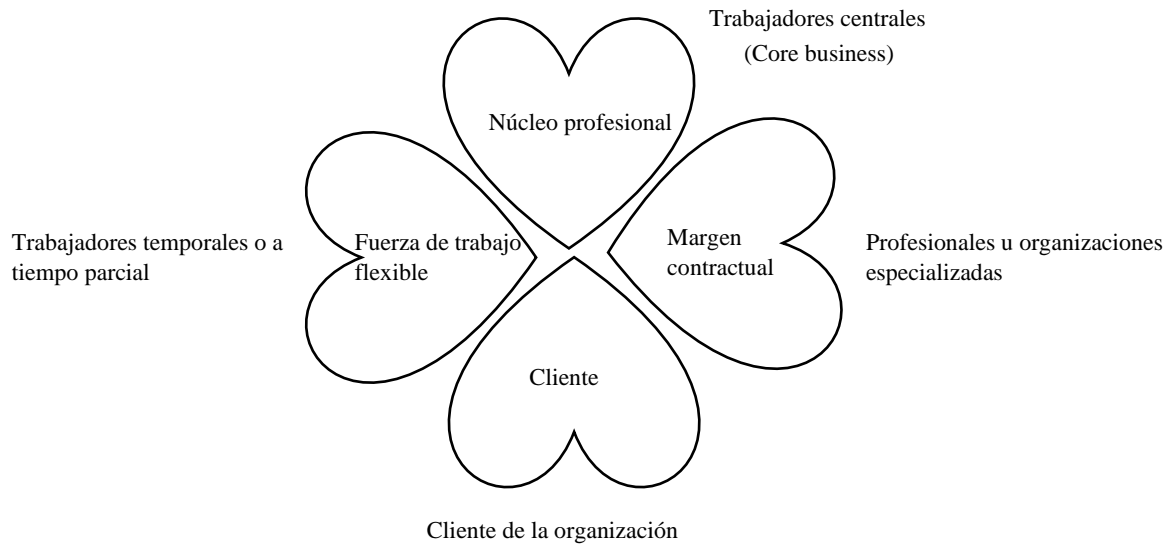 Trabajadores centrales
(Core business)
Núcleo profesional
Trabajadores temporales o a
tiempo parcial
Fuerza de trabajo
flexible
Margen
contractual
Profesionales u organizaciones
especializadas
Cliente
Cliente de la organización